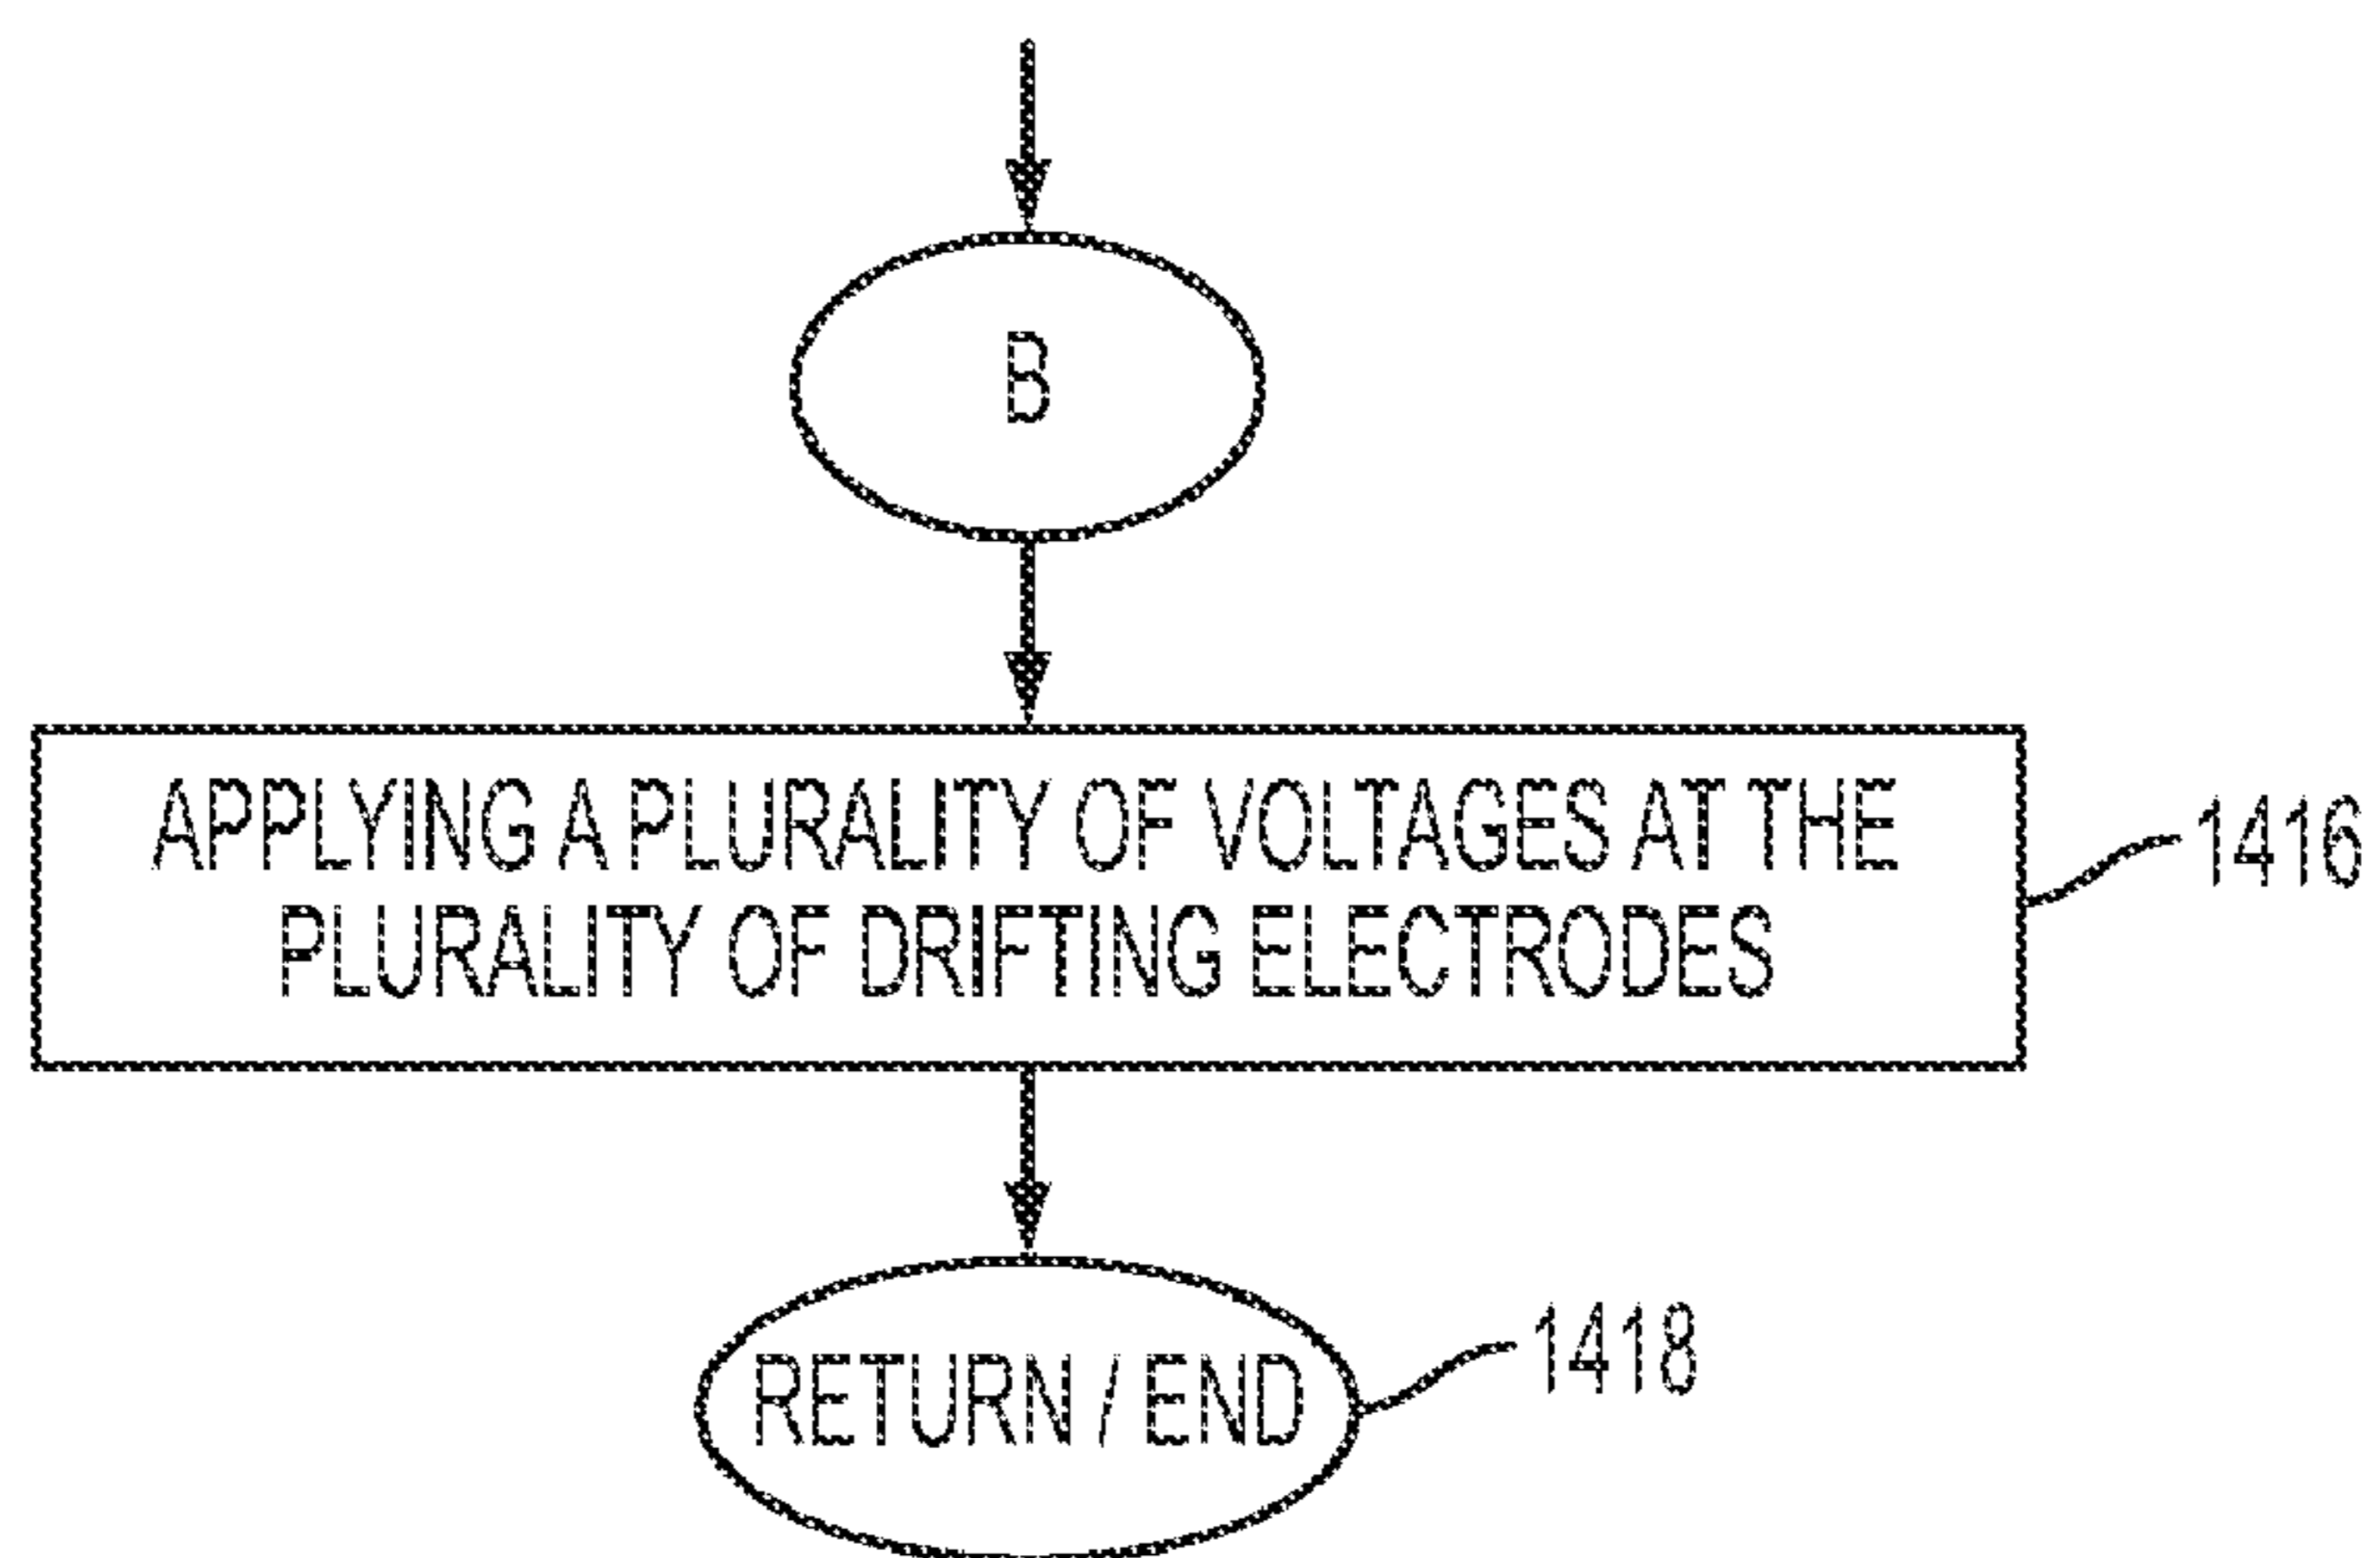 B
APPLYING A PLURALITY OF VOLTAGES AT THE
PLURALITY OF DRIFTING ELECTRODES
1416
RETURN / END
1418